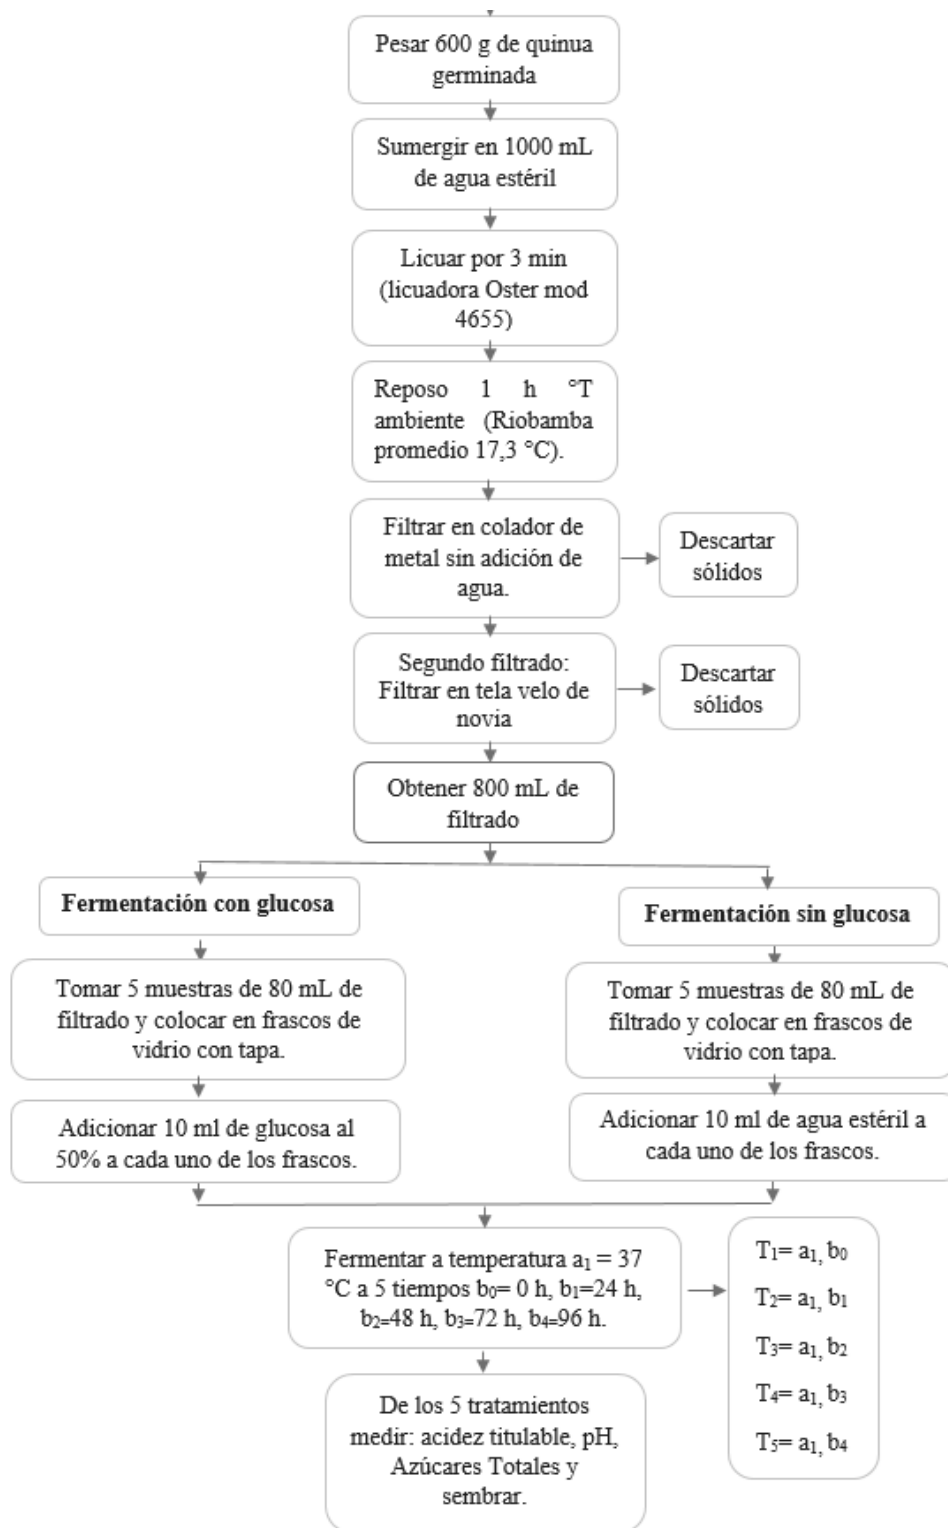 Pesar 600 g de quinua
germinada
Sumergir en 1000 mL
de agua estéril
Licuar por 3 min
(licuadora Oster mod
4655)
Reposo 1 h °T
ambiente (Riobamba
promedio 17,3 °C).
Filtrar en colador de
metal sin adición de
agua.
Descartar
sólidos
Segundo filtrado:
Filtrar en tela velo de
novia
Descartar
sólidos
Obtener 800 mL de
filtrado
Fermentación con glucosa
Tomar 5 muestras de 80 mL de
filtrado y colocar en frascos de
vidrio con tapa.
Adicionar 10 ml de glucosa al
50% a cada uno de los frascos.
Fermentación sin glucosa
Tomar 5 muestras de 80 mL de
filtrado y colocar en frascos de
vidrio con tapa.
Adicionar 10 ml de agua estéril a
cada uno de los frascos.
Fermentar a temperatura a₁ = 37
°C a 5 tiempos b₀= 0 h, b₁=24 h,
b₂=48 h, b₃=72 h, b₄=96 h.
T₁= a₁, b₀
T₂= a₁, b₁
T₃= a₁, b₂
T₄= a₁, b₃
T₅= a₁, b₄
De los 5 tratamientos
medir: acidez titulable, pH,
Azúcares Totales y
sembrar.